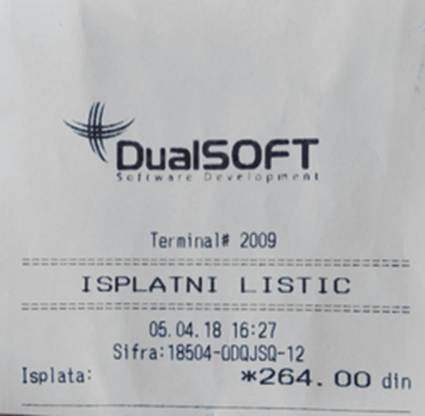 DualSOFT
Software Development
Terminal# 2009
ISPLATNI LISTIC
05.04.18 16:27
Sifra:18504-0DQJSQ-12
Isplata: *264.00 din